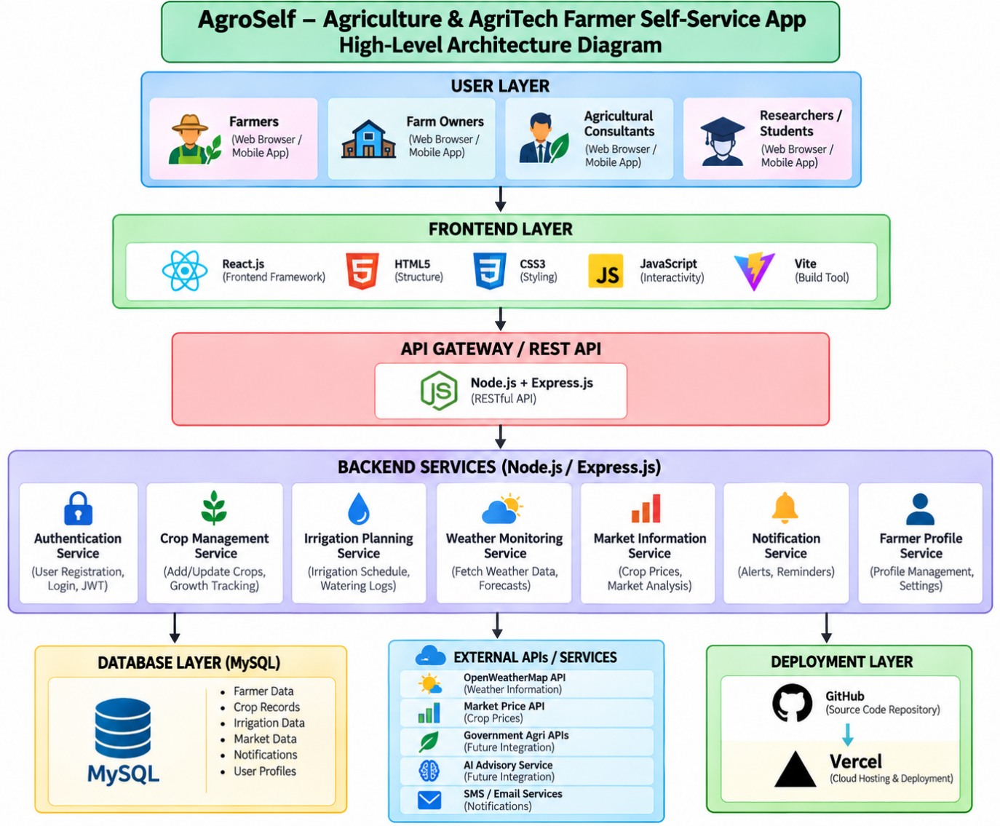 AgroSelf – Agriculture & AgriTech Farmer Self-Service App
High-Level Architecture Diagram
USER LAYER
Farmers
(Web Browser /
Mobile App)
Farm Owners
(Web Browser /
Mobile App)
Agricultural
Consultants
(Web Browser /
Mobile App)
Researchers /
Students
(Web Browser /
Mobile App)
FRONTEND LAYER
React.js
(Frontend Framework)
5
HTML5
(Structure)
3
CSS3
(Styling)
JS
JavaScript
(Interactivity)
Vite
(Build Tool)
API GATEWAY / REST API
JS
Node.js + Express.js
(RESTful API)
BACKEND SERVICES (Node.js / Express.js)
Authentication
Service
(User Registration,
Login, JWT)
Crop Management
Service
(Add/Update Crops,
Growth Tracking)
Irrigation Planning
Service
(Irrigation Schedule,
Watering Logs)
Weather Monitoring
Service
(Fetch Weather Data,
Forecasts)
Market Information
Service
(Crop Prices,
Market Analysis)
Notification
Service
(Alerts, Reminders)
Farmer Profile
Service
(Profile Management,
Settings)
DATABASE LAYER (MySQL)
MySQL
• Farmer Data
• Crop Records
• Irrigation Data
• Market Data
• Notifications
• User Profiles
EXTERNAL APIs / SERVICES
OpenWeatherMap API
(Weather Information)
Market Price API
(Crop Prices)
Government Agri APIs
(Future Integration)
AI Advisory Service
(Future Integration)
SMS / Email Services
(Notifications)
DEPLOYMENT LAYER
GitHub
(Source Code Repository)
Vercel
(Cloud Hosting & Deployment)